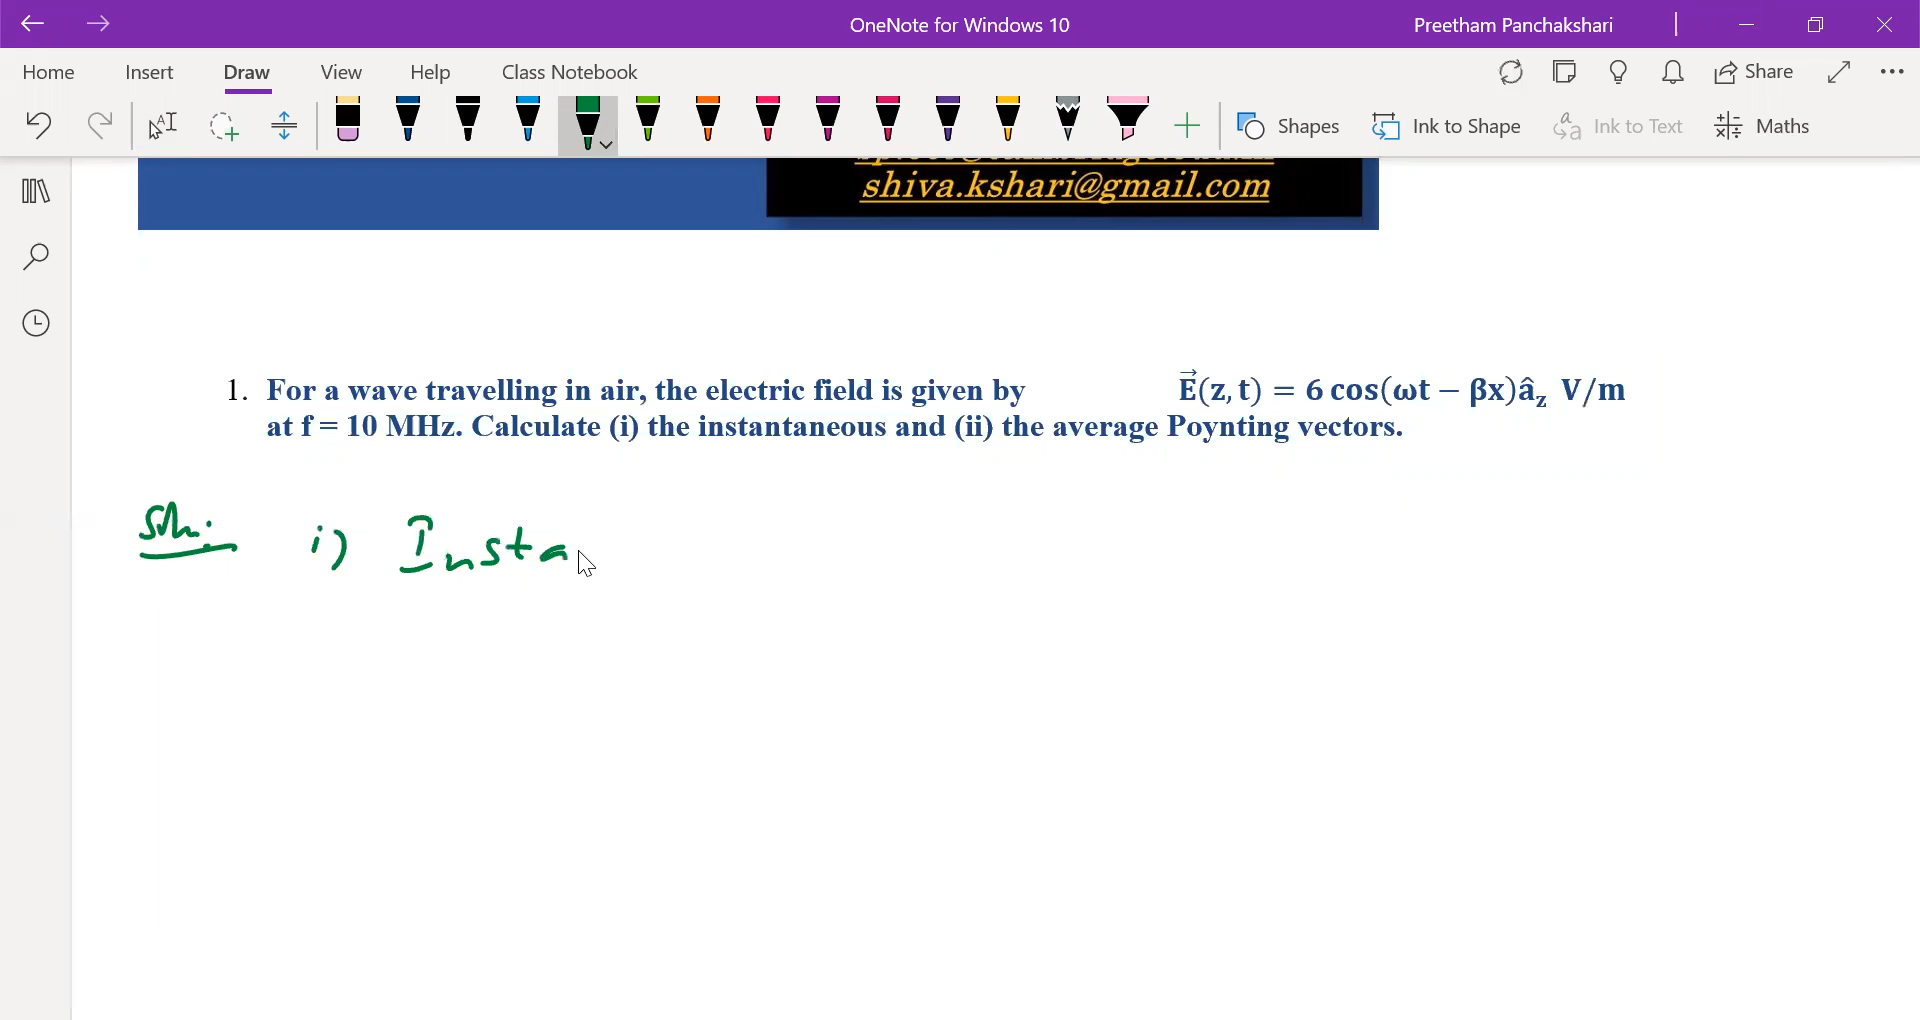 OneNote for Windows 10
Preetham Panchakshari
Home Insert Draw View Help Class Notebook
Share
Shapes Ink to Shape Ink to Text Maths
shiva.kshari@gmail.com
1. For a wave travelling in air, the electric field is given by E⃗(z, t) = 6 cos(ωt − βx)â_z V/m
at f = 10 MHz. Calculate (i) the instantaneous and (ii) the average Poynting vectors.
Soln: i) Insta